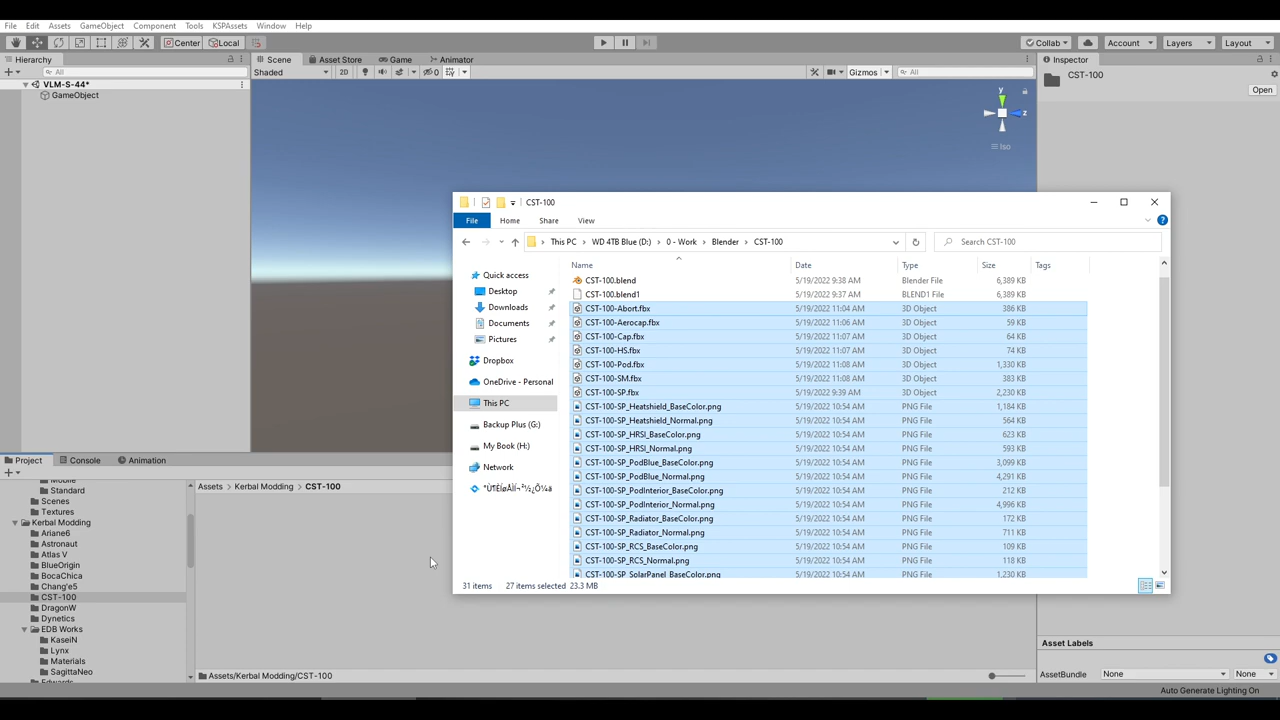 File Edit Assets GameObject Component Tools KSPAssets Window Help
Center Local Collab Account Layers Layout
Hierarchy Scene Asset Store Game Animator Inspector
All Shaded 2D 0 Gizmos All CST-100
VLM-S-44*
GameObject Open
y
z
Iso
CST-100
File Home Share View
This PC WD 4TB Blue (D:) 0 - Work Blender CST-100 Search CST-100
Name Date Type Size Tags
Quick access
Desktop
Downloads
Documents
Pictures
Dropbox
OneDrive - Personal
This PC
Backup Plus (G:)
My Book (H:)
Network
CST-100.blend 5/19/2022 9:38 AM Blender File 6,389 KB
CST-100.blend1 5/19/2022 9:37 AM BLEND1 File 6,389 KB
CST-100-Abort.fbx 5/19/2022 11:04 AM 3D Object 386 KB
CST-100-Aerocap.fbx 5/19/2022 11:06 AM 3D Object 59 KB
CST-100-Cap.fbx 5/19/2022 11:07 AM 3D Object 64 KB
CST-100-HS.fbx 5/19/2022 11:07 AM 3D Object 74 KB
CST-100-Pod.fbx 5/19/2022 11:08 AM 3D Object 1,330 KB
CST-100-SM.fbx 5/19/2022 11:08 AM 3D Object 383 KB
CST-100-SP.fbx 5/19/2022 9:39 AM 3D Object 2,230 KB
CST-100-SP_Heatshield_BaseColor.png 5/19/2022 10:54 AM PNG File 1,184 KB
CST-100-SP_Heatshield_Normal.png 5/19/2022 10:54 AM PNG File 564 KB
CST-100-SP_HRSI_BaseColor.png 5/19/2022 10:54 AM PNG File 623 KB
CST-100-SP_HRSI_Normal.png 5/19/2022 10:54 AM PNG File 593 KB
CST-100-SP_PodBlue_BaseColor.png 5/19/2022 10:54 AM PNG File 3,099 KB
CST-100-SP_PodBlue_Normal.png 5/19/2022 10:54 AM PNG File 4,291 KB
CST-100-SP_PodInterior_BaseColor.png 5/19/2022 10:54 AM PNG File 212 KB
CST-100-SP_PodInterior_Normal.png 5/19/2022 10:54 AM PNG File 4,996 KB
CST-100-SP_Radiator_BaseColor.png 5/19/2022 10:54 AM PNG File 172 KB
CST-100-SP_Radiator_Normal.png 5/19/2022 10:54 AM PNG File 711 KB
CST-100-SP_RCS_BaseColor.png 5/19/2022 10:54 AM PNG File 109 KB
CST-100-SP_RCS_Normal.png 5/19/2022 10:54 AM PNG File 118 KB
CST-100-SP_SolarPanel_BaseColor.png 5/19/2022 10:54 AM PNG File 1,230 KB
31 items 27 items selected 23.3 MB
Project Console Animation
Assets Kerbal Modding CST-100
Mobile
Standard
Scenes
Textures
Kerbal Modding
Ariane6
Astronaut
Atlas V
BlueOrigin
BocaChica
Chang'e5
CST-100
DragonW
Dynetics
EDB Works
KaseiN
Lynx
Materials
SagittaNeo
Edwards
Assets/Kerbal Modding/CST-100
Asset Labels
AssetBundle None None
Auto Generate Lighting On